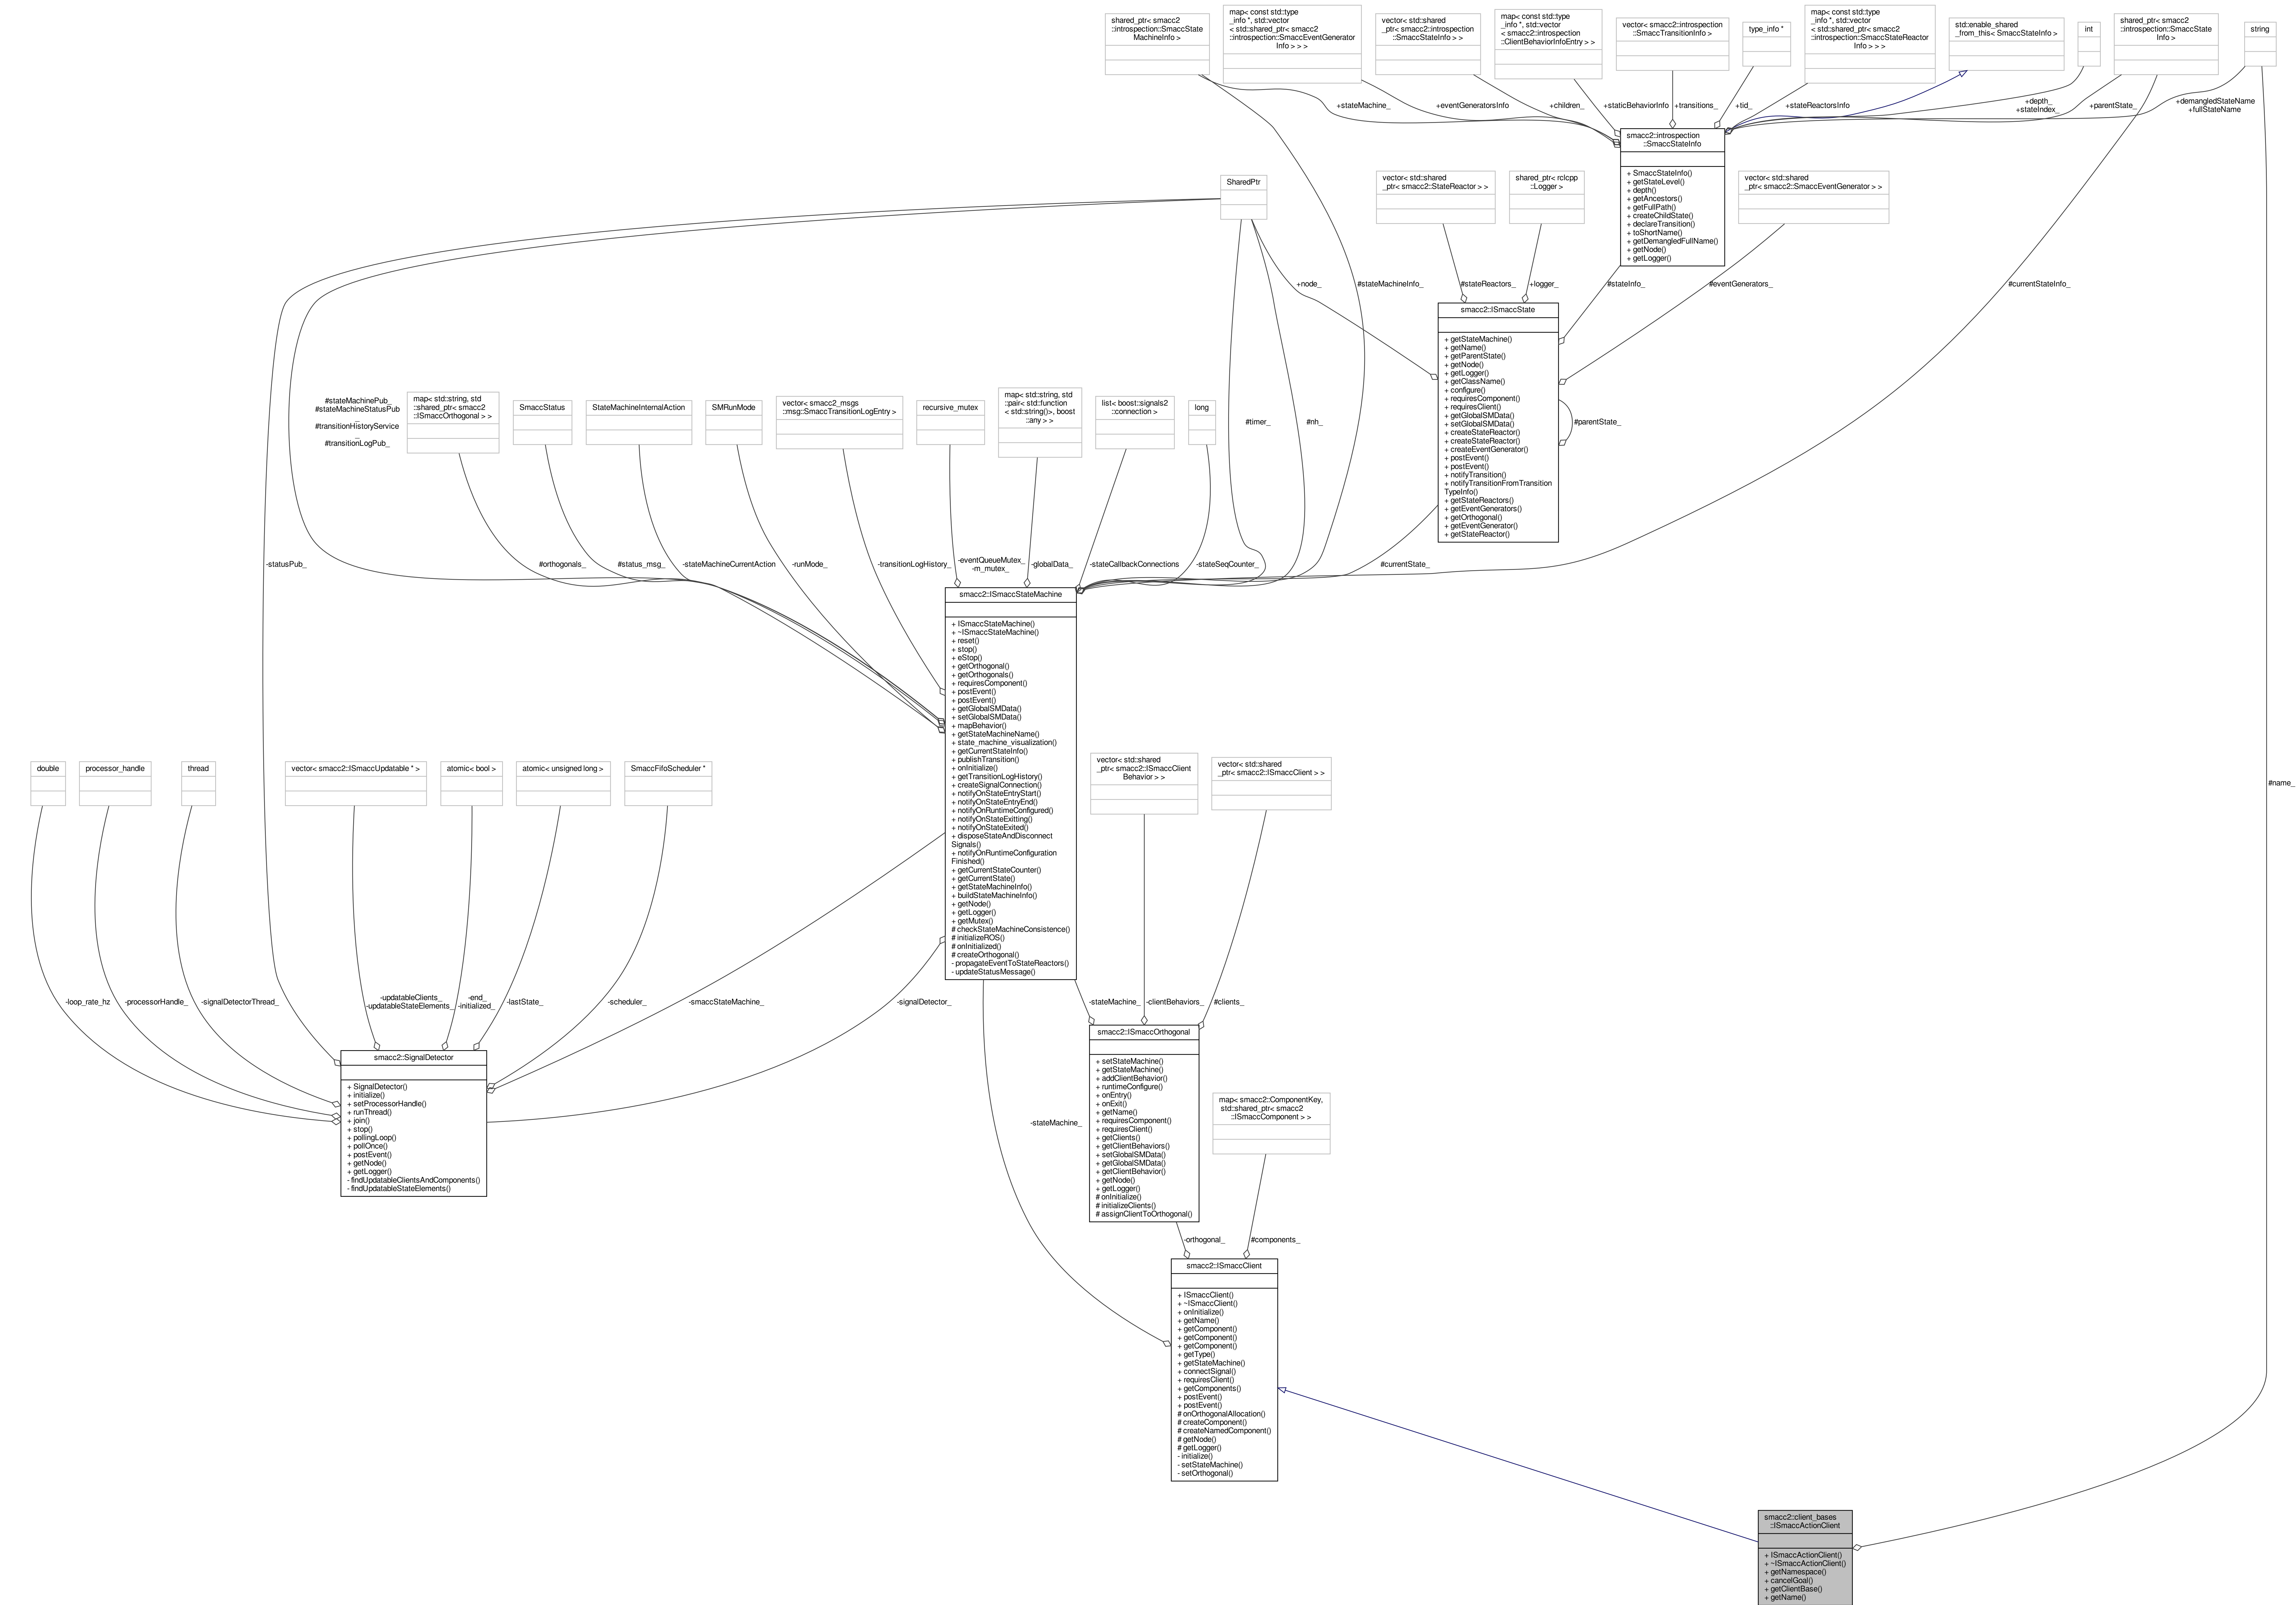 shared_ptr< smacc2
::introspection::SmaccState
MachineInfo >
map< const std::type
_info *, std::vector
< std::shared_ptr< smacc2
::introspection::SmaccEventGenerator
Info > > >
vector< std::shared
_ptr< smacc2::introspection
::SmaccStateInfo > >
map< const std::type
_info *, std::vector
< smacc2::introspection
::ClientBehaviorInfoEntry > >
vector< smacc2::introspection
::SmaccTransitionInfo >
type_info *
map< const std::type
_info *, std::vector
< std::shared_ptr< smacc2
::introspection::SmaccStateReactor
Info > > >
std::enable_shared
_from_this< SmaccStateInfo >
int
shared_ptr< smacc2
::introspection::SmaccState
Info >
string
+stateMachine_
+eventGeneratorsInfo
+children_
+staticBehaviorInfo
+transitions_
+tid_
+stateReactorsInfo
+depth_
+stateIndex_
+parentState_
+demangledStateName
+fullStateName
smacc2::introspection
::SmaccStateInfo
+ SmaccStateInfo()
+ getStateLevel()
+ depth()
+ getAncestors()
+ getFullPath()
+ createChildState()
+ declareTransition()
+ toShortName()
+ getDemangledFullName()
+ getNode()
+ getLogger()
SharedPtr
vector< std::shared
_ptr< smacc2::StateReactor > >
shared_ptr< rclcpp
::Logger >
vector< std::shared
_ptr< smacc2::SmaccEventGenerator > >
+node_
#stateMachineInfo_
#stateReactors_
+logger_
#stateInfo_
#eventGenerators_
#currentStateInfo_
smacc2::ISmaccState
+ getStateMachine()
+ getName()
+ getParentState()
+ getNode()
+ getLogger()
+ getClassName()
+ configure()
+ requiresComponent()
+ requiresClient()
+ getGlobalSMData()
+ setGlobalSMData()
+ createStateReactor()
+ createStateReactor()
+ createEventGenerator()
+ postEvent()
+ postEvent()
+ notifyTransition()
+ notifyTransitionFromTransition
TypeInfo()
+ getStateReactors()
+ getEventGenerators()
+ getOrthogonal()
+ getEventGenerator()
+ getStateReactor()
#parentState_
#stateMachinePub_
#stateMachineStatusPub
_
#transitionHistoryService
_
#transitionLogPub_
map< std::string, std
::shared_ptr< smacc2
::ISmaccOrthogonal > >
SmaccStatus
StateMachineInternalAction
SMRunMode
vector< smacc2_msgs
::msg::SmaccTransitionLogEntry >
recursive_mutex
map< std::string, std
::pair< std::function
< std::string()>, boost
::any > >
list< boost::signals2
::connection >
long
#timer_
#nh_
-statusPub_
#orthogonals_
#status_msg_
-stateMachineCurrentAction
-runMode_
-transitionLogHistory_
-eventQueueMutex_
-m_mutex_
-globalData_
-stateCallbackConnections
-stateSeqCounter_
#currentState_
smacc2::ISmaccStateMachine
+ ISmaccStateMachine()
+ ~ISmaccStateMachine()
+ reset()
+ stop()
+ eStop()
+ getOrthogonal()
+ getOrthogonals()
+ requiresComponent()
+ postEvent()
+ postEvent()
+ getGlobalSMData()
+ setGlobalSMData()
+ mapBehavior()
+ getStateMachineName()
+ state_machine_visualization()
+ getCurrentStateInfo()
+ publishTransition()
+ onInitialize()
+ getTransitionLogHistory()
+ createSignalConnection()
+ notifyOnStateEntryStart()
+ notifyOnStateEntryEnd()
+ notifyOnRuntimeConfigured()
+ notifyOnStateExitting()
+ notifyOnStateExited()
+ disposeStateAndDisconnect
Signals()
+ notifyOnRuntimeConfiguration
Finished()
+ getCurrentStateCounter()
+ getCurrentState()
+ getStateMachineInfo()
+ buildStateMachineInfo()
+ getNode()
+ getLogger()
+ getMutex()
# checkStateMachineConsistence()
# initializeROS()
# onInitialized()
# createOrthogonal()
- propagateEventToStateReactors()
- updateStatusMessage()
double
processor_handle
thread
vector< smacc2::ISmaccUpdatable * >
atomic< bool >
atomic< unsigned long >
SmaccFifoScheduler *
vector< std::shared
_ptr< smacc2::ISmaccClient
Behavior > >
vector< std::shared
_ptr< smacc2::ISmaccClient > >
#name_
-loop_rate_hz
-processorHandle_
-signalDetectorThread_
-updatableClients_
-updatableStateElements_
-end_
-initialized_
-lastState_
-scheduler_
-smaccStateMachine_
-signalDetector_
-stateMachine_
-clientBehaviors_
#clients_
smacc2::SignalDetector
+ SignalDetector()
+ initialize()
+ setProcessorHandle()
+ runThread()
+ join()
+ stop()
+ pollingLoop()
+ pollOnce()
+ postEvent()
+ getNode()
+ getLogger()
- findUpdatableClientsAndComponents()
- findUpdatableStateElements()
smacc2::ISmaccOrthogonal
+ setStateMachine()
+ getStateMachine()
+ addClientBehavior()
+ runtimeConfigure()
+ onEntry()
+ onExit()
+ getName()
+ requiresComponent()
+ requiresClient()
+ getClients()
+ getClientBehaviors()
+ setGlobalSMData()
+ getGlobalSMData()
+ getClientBehavior()
+ getNode()
+ getLogger()
# onInitialize()
# initializeClients()
# assignClientToOrthogonal()
map< smacc2::ComponentKey,
std::shared_ptr< smacc2
::ISmaccComponent > >
-stateMachine_
-orthogonal_
#components_
smacc2::ISmaccClient
+ ISmaccClient()
+ ~ISmaccClient()
+ onInitialize()
+ getName()
+ getComponent()
+ getComponent()
+ getComponent()
+ getType()
+ getStateMachine()
+ connectSignal()
+ requiresClient()
+ getComponents()
+ postEvent()
+ postEvent()
# onOrthogonalAllocation()
# createComponent()
# createNamedComponent()
# getNode()
# getLogger()
- initialize()
- setStateMachine()
- setOrthogonal()
smacc2::client_bases
::ISmaccActionClient
+ ISmaccActionClient()
+ ~ISmaccActionClient()
+ getNamespace()
+ cancelGoal()
+ getClientBase()
+ getName()